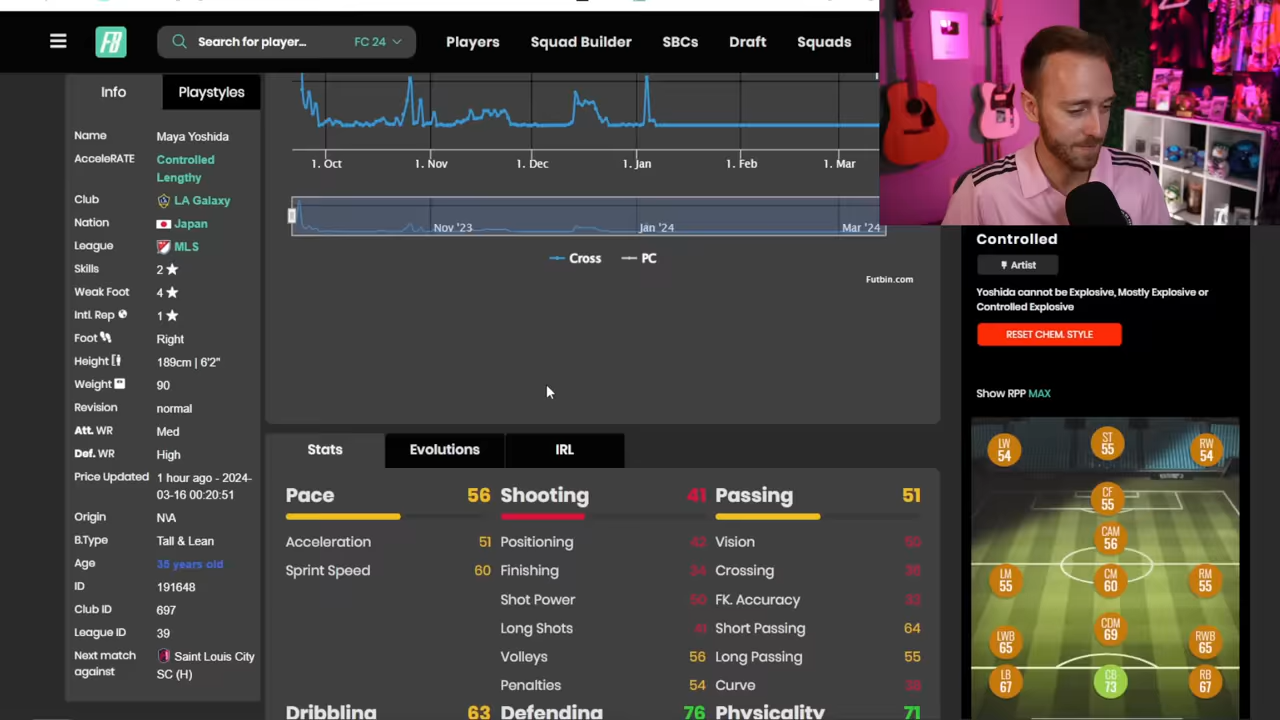 FB
Search for player...
FC 24
Players
Squad Builder
SBCs
Draft
Squads
Info
Playstyles
Name
Maya Yoshida
AcceleRATE
Controlled
Lengthy
Club
LA Galaxy
Nation
Japan
League
MLS
Skills
2
Weak Foot
4
Intl. Rep
1
Foot
Right
Height
189cm | 6'2"
Weight
90
Revision
normal
Att. WR
Med
Def. WR
High
Price Updated
1 hour ago - 2024-
03-16 00:20:51
Origin
N\A
B.Type
Tall & Lean
Age
35 years old
ID
191648
Club ID
697
League ID
39
Next match
against
Saint Louis City
SC (H)
1. Oct
1. Nov
1. Dec
1. Jan
1. Feb
1. Mar
Nov '23
Jan '24
Mar '24
Cross
PC
Futbin.com
Stats
Evolutions
IRL
Pace
56
Acceleration
51
Sprint Speed
60
Shooting
41
Positioning
42
Finishing
34
Shot Power
50
Long Shots
41
Volleys
56
Penalties
54
Passing
51
Vision
50
Crossing
FK. Accuracy
Short Passing
64
Long Passing
55
Curve
Dribbling
63
Defending
76
Physicality
71
Controlled
Artist
Yoshida cannot be Explosive, Mostly Explosive or
Controlled Explosive
RESET CHEM. STYLE
Show RPP MAX
LW
54
ST
55
RW
54
CF
55
CAM
56
LM
55
CM
60
RM
55
CDM
69
LWB
65
RWB
65
LB
67
CB
73
RB
67